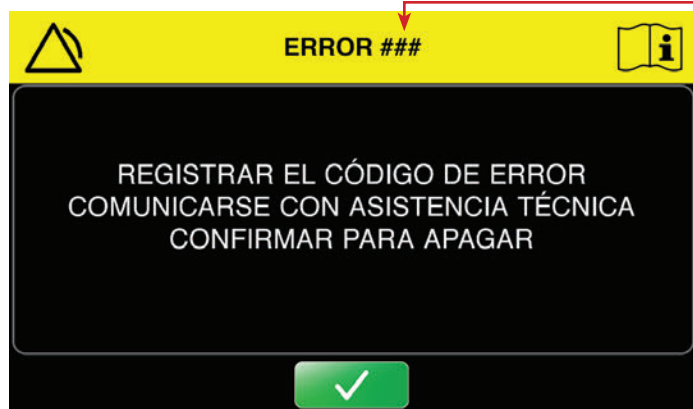 ERROR ###
REGISTRAR EL CÓDIGO DE ERROR
COMUNICARSE CON ASISTENCIA TÉCNICA
CONFIRMAR PARA APAGAR